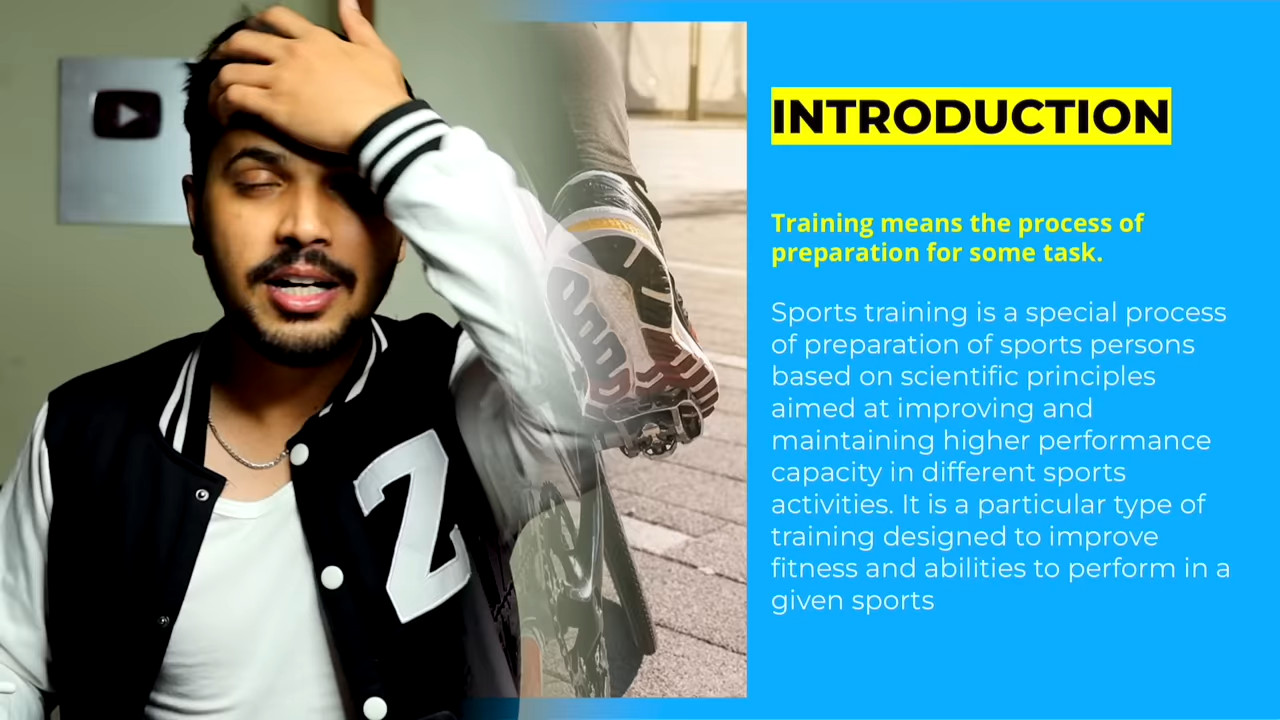 INTRODUCTION
Training means the process of
preparation for some task.
Sports training is a special process
of preparation of sports persons
based on scientific principles
aimed at improving and
maintaining higher performance
capacity in different sports
activities. It is a particular type of
training designed to improve
fitness and abilities to perform in a
given sports
Z